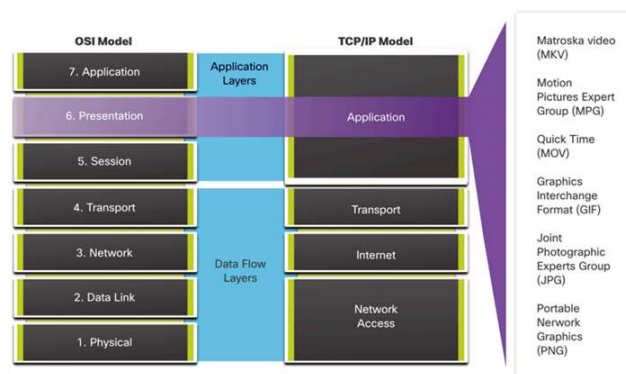 OSI Model
TCP/IP Model
7. Application
6. Presentation
5. Session
4. Transport
3. Network
2. Data Link
1. Physical
Application
Layers
Data Flow
Layers
Application
Transport
Internet
Network
Access
Matroska video
(MKV)
Motion
Pictures Expert
Group (MPG)
Quick Time
(MOV)
Graphics
Interchange
Format (GIF)
Joint
Photographic
Experts Group
(JPG)
Portable
Nerwork
Graphics
(PNG)